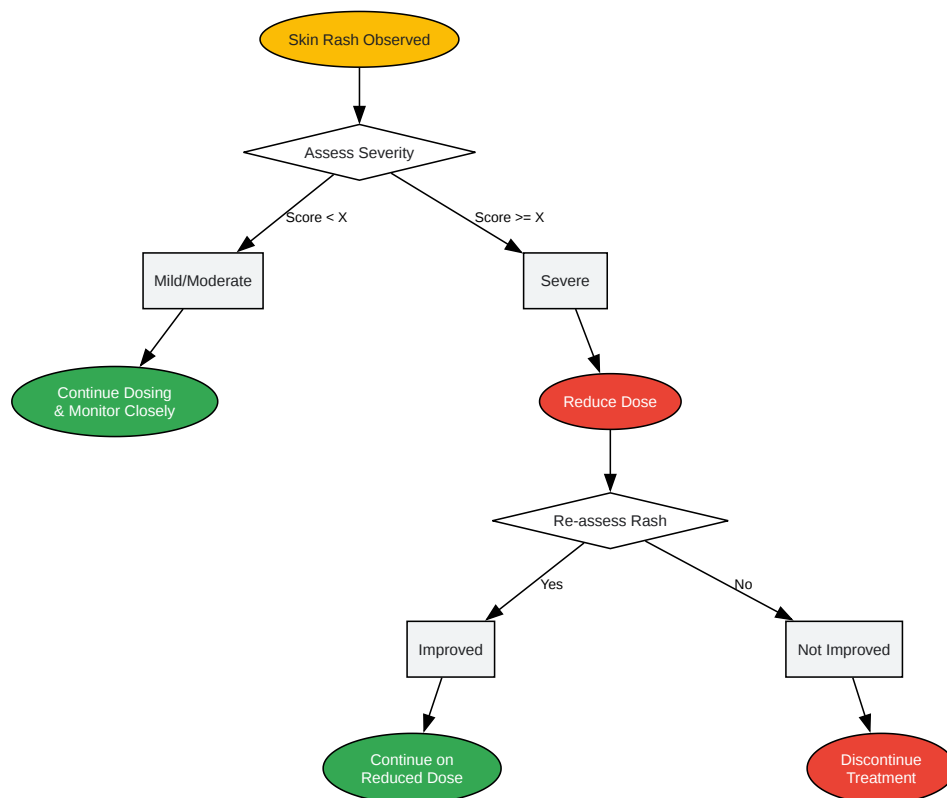 Skin Rash Observed
Assess Severity
Score < X
Score >= X
Mild/Moderate
Severe
Continue Dosing
& Monitor Closely
Reduce Dose
Re-assess Rash
Yes
No
Improved
Not Improved
Continue on
Reduced Dose
Discontinue
Treatment